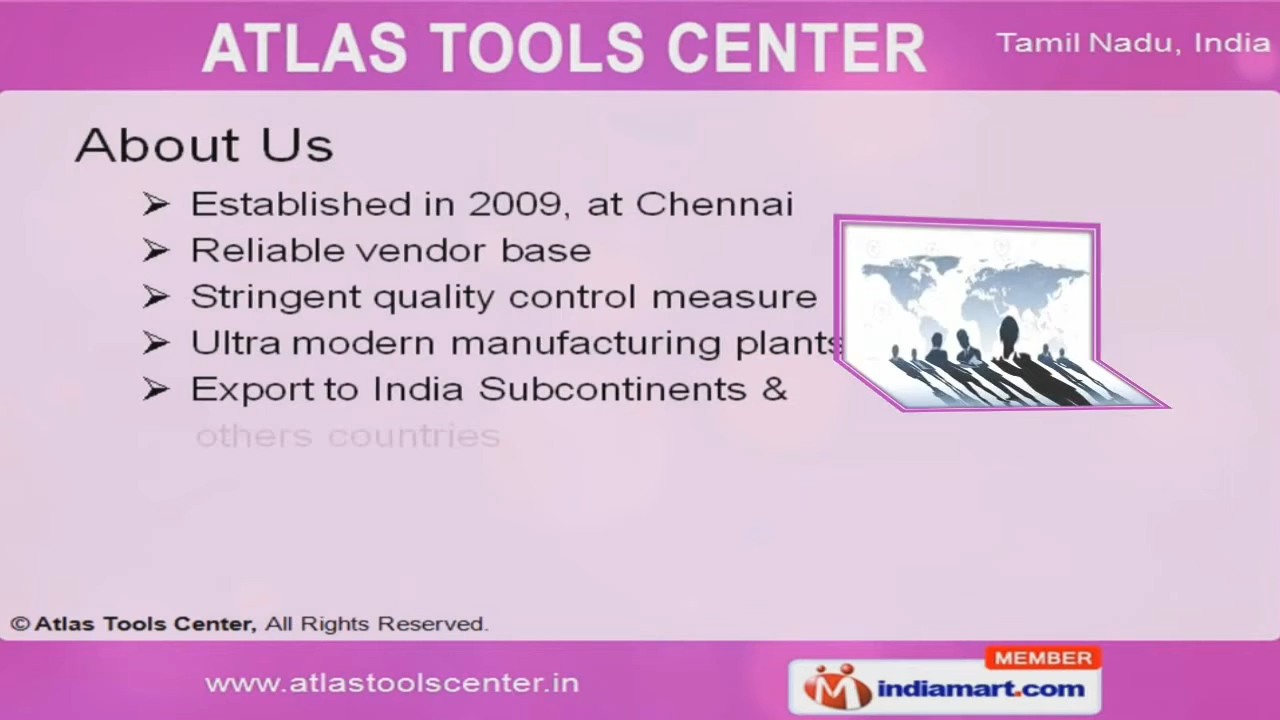 ATLAS TOOLS CENTER
Tamil Nadu, India
About Us
➢ Established in 2009, at Chennai
➢ Reliable vendor base
➢ Stringent quality control measure
➢ Ultra modern manufacturing plants
➢ Export to India Subcontinents &
others countries
© Atlas Tools Center, All Rights Reserved.
www.atlastoolscenter.in
MEMBER
indiamart.com